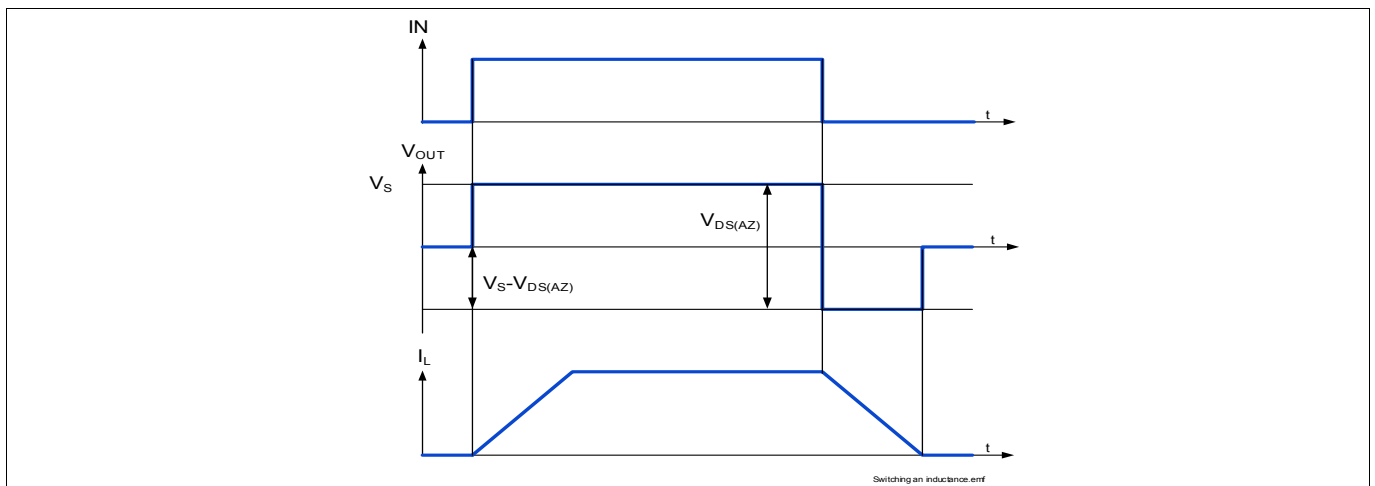 IN
t
VOUT
VS
VDS(AZ)
t
VS-VDS(AZ)
IL
t
Switching an inductance.emf